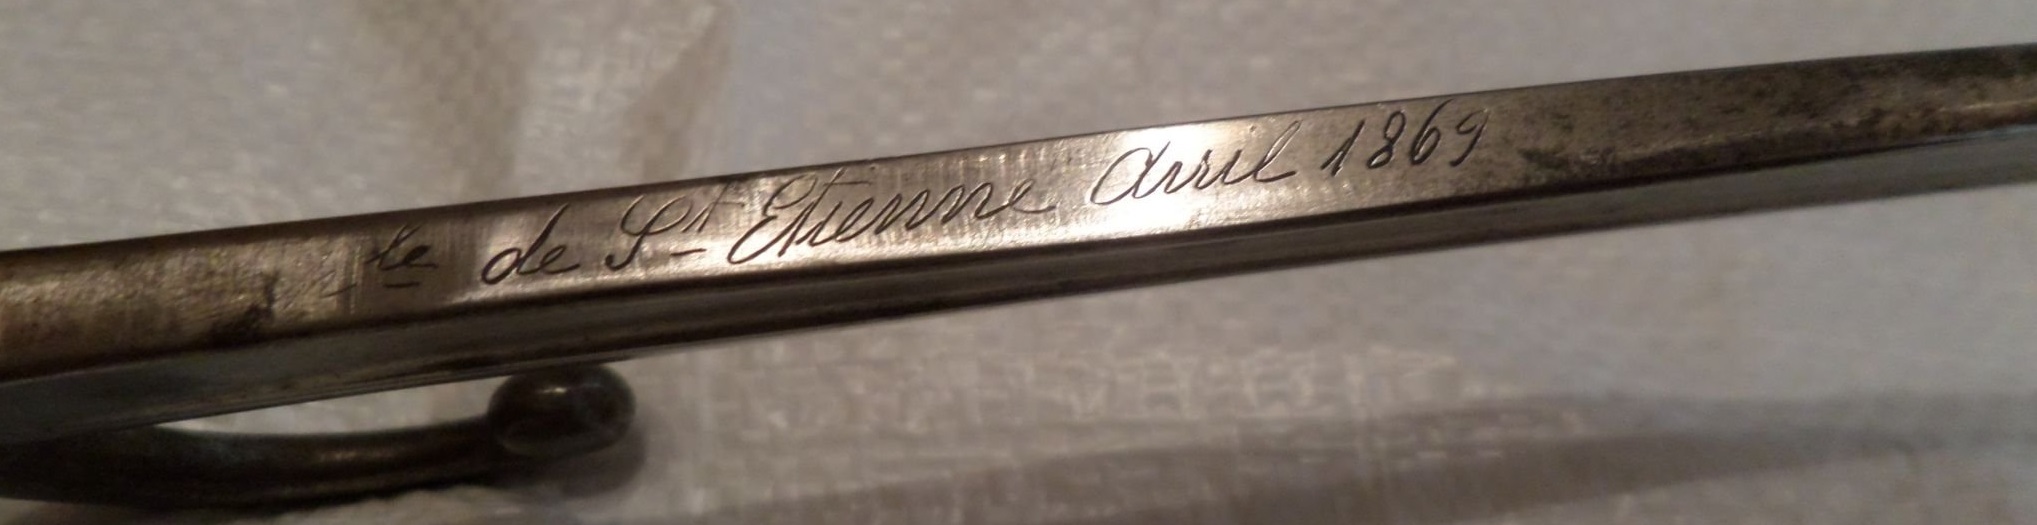 de St Etienne Avril 1869